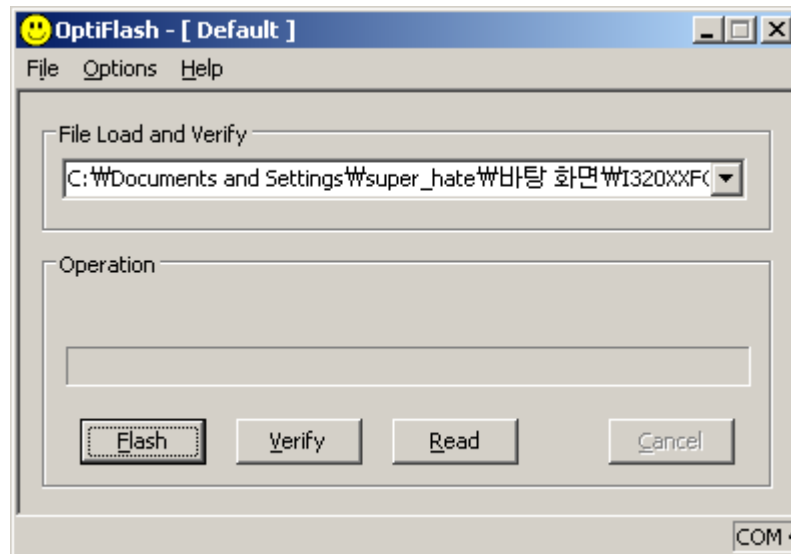 OptiFlash - [ Default ]
File Options Help
File Load and Verify
C:₩Documents and Settings₩super_hate₩바탕 화면₩I320XXF(
Operation
Flash Verify Read Cancel
COM